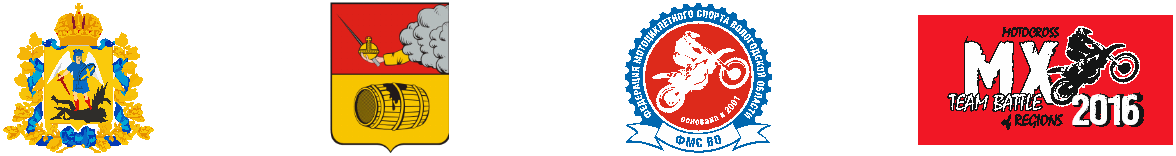 ФЕДЕРАЦИЯ МОТОЦИКЛЕТНОГО СПОРТА ВОЛОГОДСКОЙ ОБЛАСТИ
основана в 2001
ФМС ВО
MOTOCROSS
MX
TEAM BATTLE
of REGIONS
2016